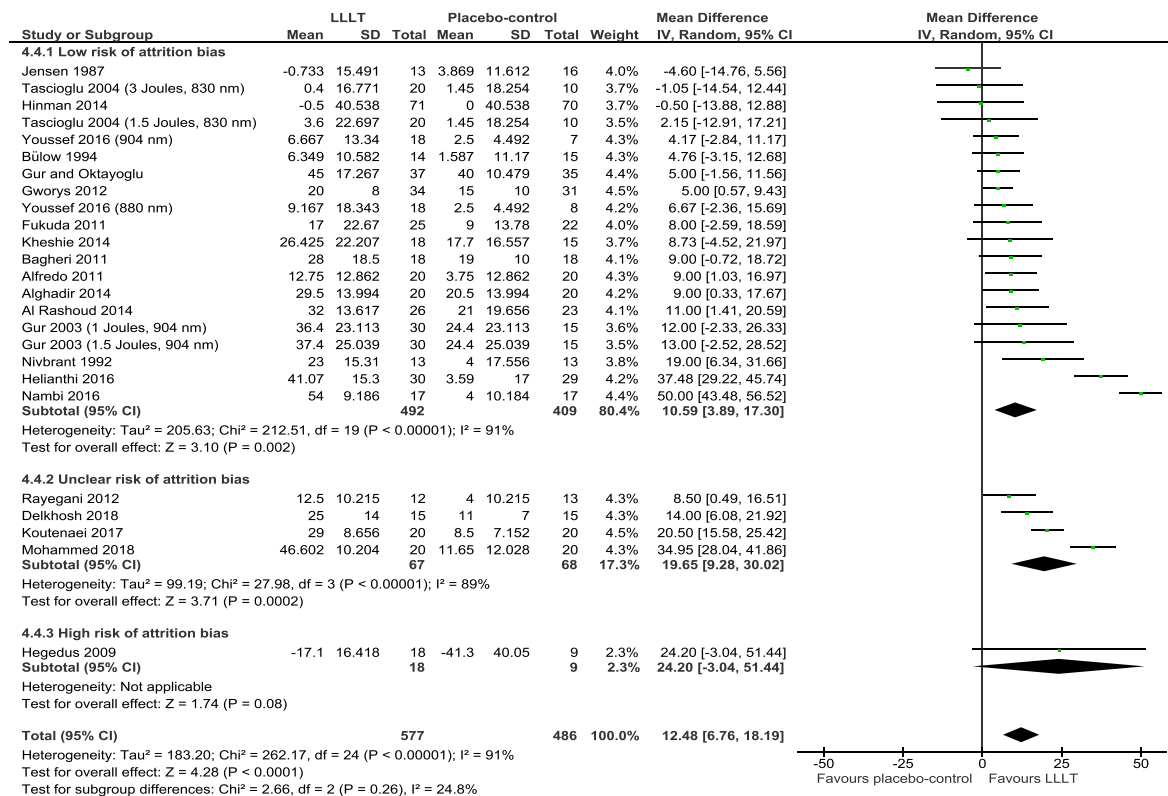 LLLT Placebo-control Mean Difference Mean Difference
Study or Subgroup Mean SD Total Mean SD Total Weight IV, Random, 95% CI IV, Random, 95% CI
4.4.1 Low risk of attrition bias
Jensen 1987 -0.733 15.491 13 3.869 11.612 16 4.0% -4.60 [-14.76, 5.56]
Tascioglu 2004 (3 Joules, 830 nm) 0.4 16.771 20 1.45 18.254 10 3.7% -1.05 [-14.54, 12.44]
Hinman 2014 -0.5 40.538 71 0 40.538 70 3.7% -0.50 [-13.88, 12.88]
Tascioglu 2004 (1.5 Joules, 830 nm) 3.6 22.697 20 1.45 18.254 10 3.5% 2.15 [-12.91, 17.21]
Youssef 2016 (904 nm) 6.667 13.34 18 2.5 4.492 7 4.4% 4.17 [-2.84, 11.17]
Bülow 1994 6.349 10.582 14 1.587 11.17 15 4.3% 4.76 [-3.15, 12.68]
Gur and Oktayoglu 45 17.267 37 40 10.479 35 4.4% 5.00 [-1.56, 11.56]
Gworys 2012 20 8 34 15 10 31 4.5% 5.00 [0.57, 9.43]
Youssef 2016 (880 nm) 9.167 18.343 18 2.5 4.492 8 4.2% 6.67 [-2.36, 15.69]
Fukuda 2011 17 22.67 25 9 13.78 22 4.0% 8.00 [-2.59, 18.59]
Kheshie 2014 26.425 22.207 18 17.7 16.557 15 3.7% 8.73 [-4.52, 21.97]
Bagheri 2011 28 18.5 18 19 10 18 4.1% 9.00 [-0.72, 18.72]
Alfredo 2011 12.75 12.862 20 3.75 12.862 20 4.3% 9.00 [1.03, 16.97]
Alghadir 2014 29.5 13.994 20 20.5 13.994 20 4.2% 9.00 [0.33, 17.67]
Al Rashoud 2014 32 13.617 26 21 19.656 23 4.1% 11.00 [1.41, 20.59]
Gur 2003 (1 Joules, 904 nm) 36.4 23.113 30 24.4 23.113 15 3.6% 12.00 [-2.33, 26.33]
Gur 2003 (1.5 Joules, 904 nm) 37.4 25.039 30 24.4 25.039 15 3.5% 13.00 [-2.52, 28.52]
Nivbrant 1992 23 15.31 13 4 17.556 13 3.8% 19.00 [6.34, 31.66]
Helianthi 2016 41.07 15.3 30 3.59 17 29 4.2% 37.48 [29.22, 45.74]
Nambi 2016 54 9.186 17 4 10.184 17 4.4% 50.00 [43.48, 56.52]
Subtotal (95% CI) 492 409 80.4% 10.59 [3.89, 17.30]
Heterogeneity: Tau² = 205.63; Chi² = 212.51, df = 19 (P < 0.00001); I² = 91%
Test for overall effect: Z = 3.10 (P = 0.002)
4.4.2 Unclear risk of attrition bias
Rayegani 2012 12.5 10.215 12 4 10.215 13 4.3% 8.50 [0.49, 16.51]
Delkhosh 2018 25 14 15 11 7 15 4.3% 14.00 [6.08, 21.92]
Koutenaei 2017 29 8.656 20 8.5 7.152 20 4.5% 20.50 [15.58, 25.42]
Mohammed 2018 46.602 10.204 20 11.65 12.028 20 4.3% 34.95 [28.04, 41.86]
Subtotal (95% CI) 67 68 17.3% 19.65 [9.28, 30.02]
Heterogeneity: Tau² = 99.19; Chi² = 27.98, df = 3 (P < 0.00001); I² = 89%
Test for overall effect: Z = 3.71 (P = 0.0002)
4.4.3 High risk of attrition bias
Hegedus 2009 -17.1 16.418 18 -41.3 40.05 9 2.3% 24.20 [-3.04, 51.44]
Subtotal (95% CI) 18 9 2.3% 24.20 [-3.04, 51.44]
Heterogeneity: Not applicable
Test for overall effect: Z = 1.74 (P = 0.08)
Total (95% CI) 577 486 100.0% 12.48 [6.76, 18.19]
Heterogeneity: Tau² = 183.20; Chi² = 262.17, df = 24 (P < 0.00001); I² = 91%
Test for overall effect: Z = 4.28 (P < 0.0001)
Test for subgroup differences: Chi² = 2.66, df = 2 (P = 0.26), I² = 24.8%
-50 -25 0 25 50
Favours placebo-control Favours LLLT